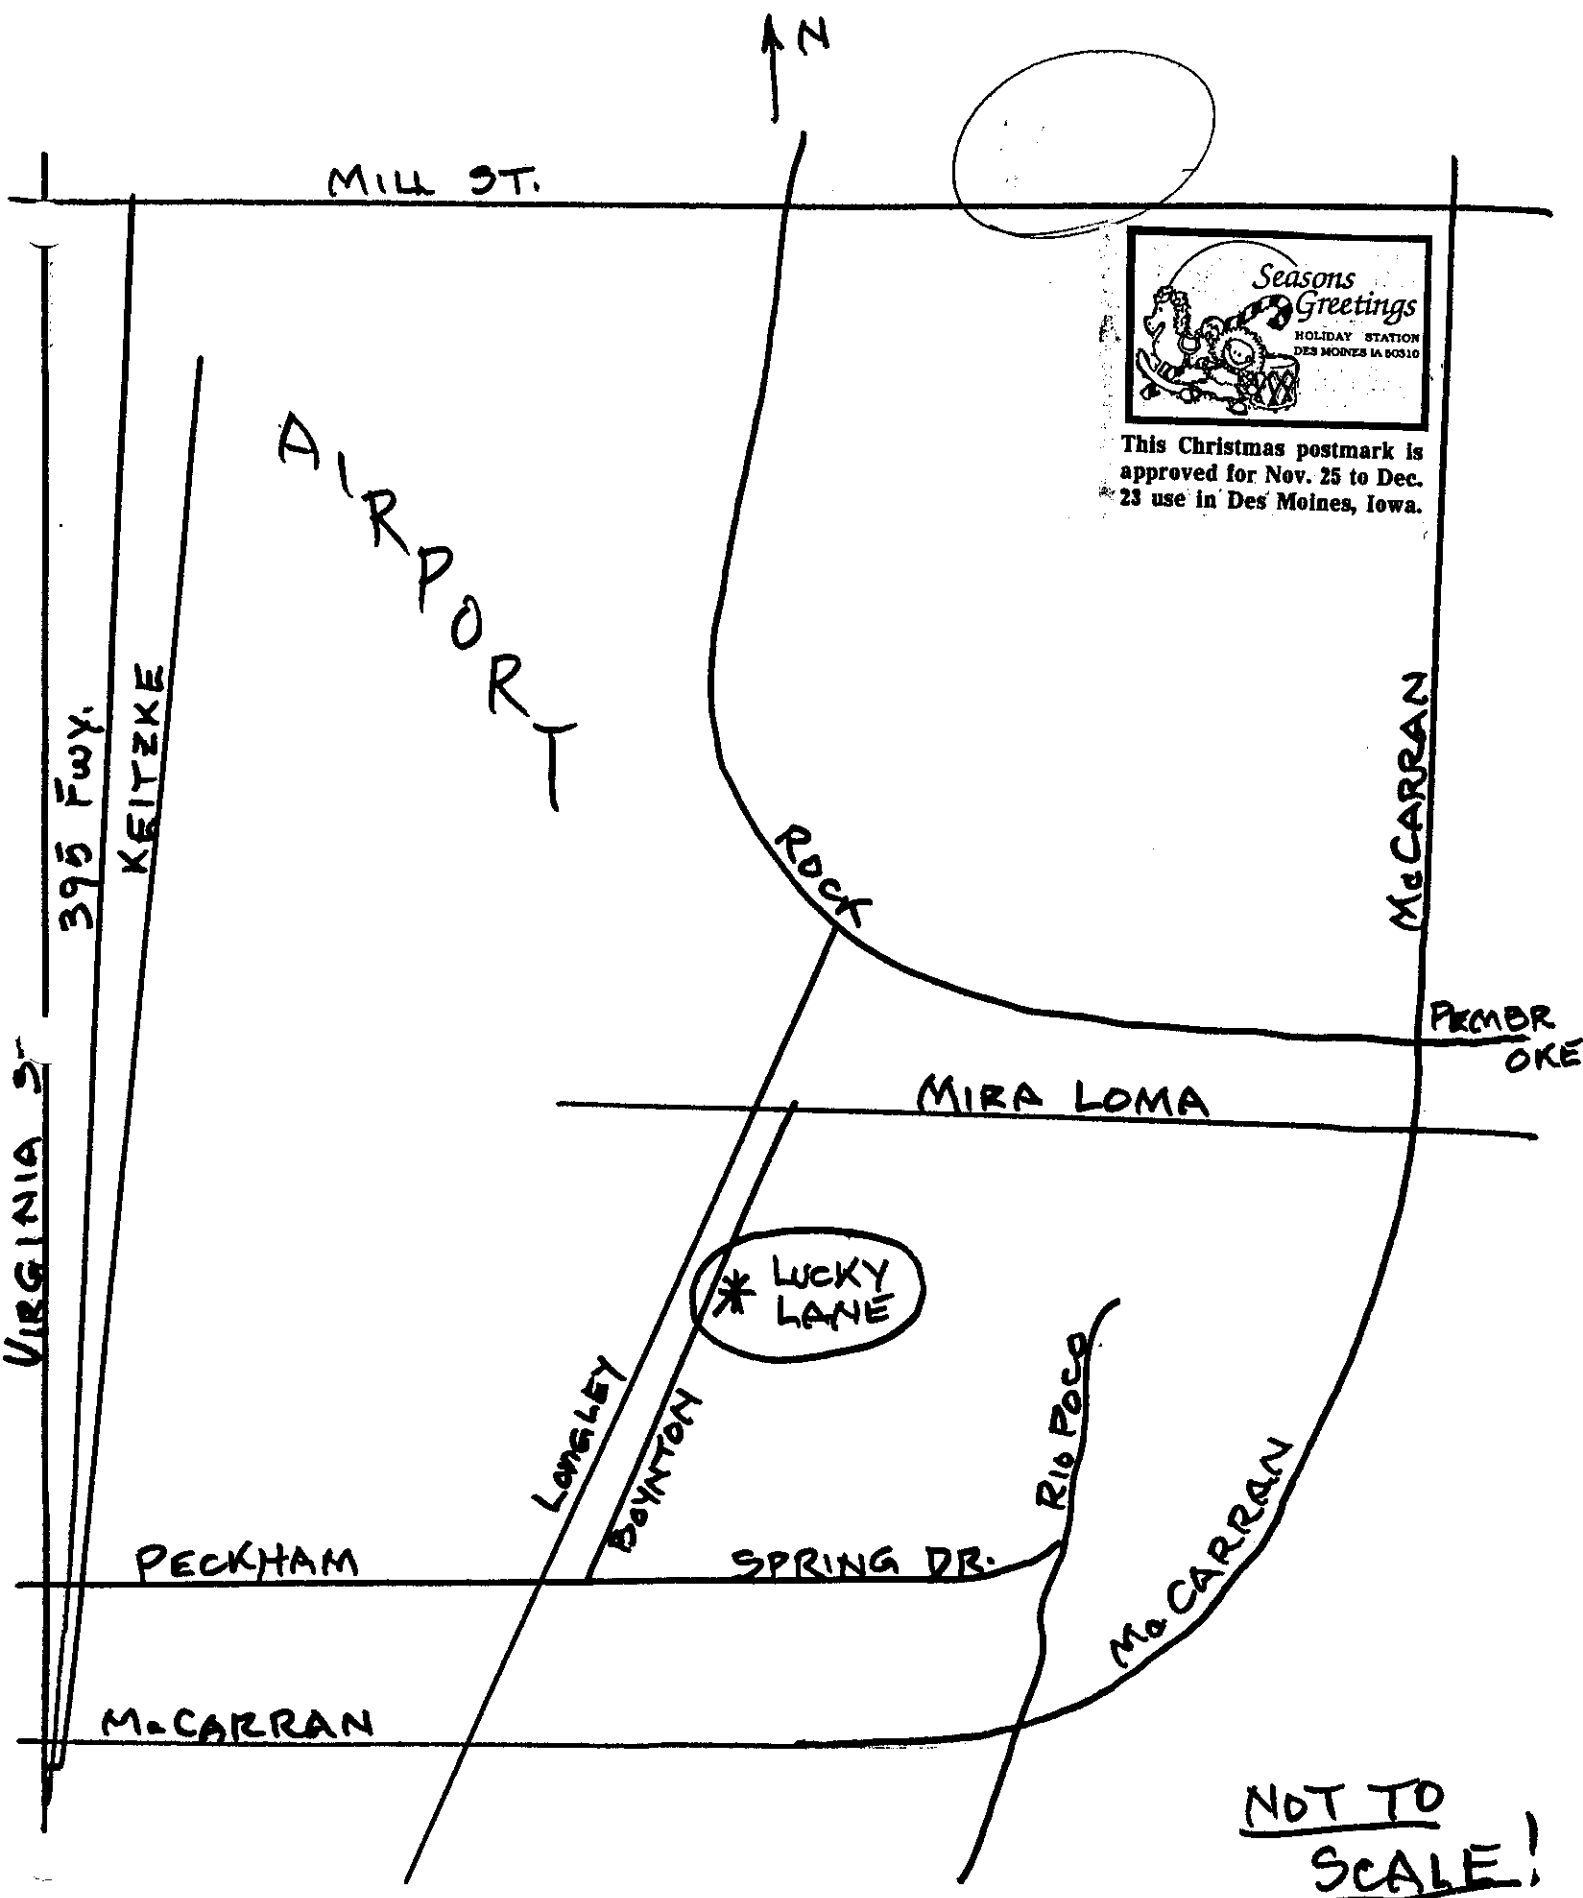 N
MILL ST.
Seasons
Greetings
HOLIDAY STATION
DES MOINES IA 50310
This Christmas postmark is
approved for Nov. 25 to Dec.
23 use in Des Moines, Iowa.
AIRPORT
395 Fwy.
KEITZKE
McCARRAN
ROCK
PEMBR
OKE
MIRA LOMA
VIRGINIA ST
* LUCKY
LANE
LONGLEY
BOYNTON
RIO POCO
McCARRAN
PECKHAM
SPRING DR.
McCARRAN
NOT TO
SCALE!